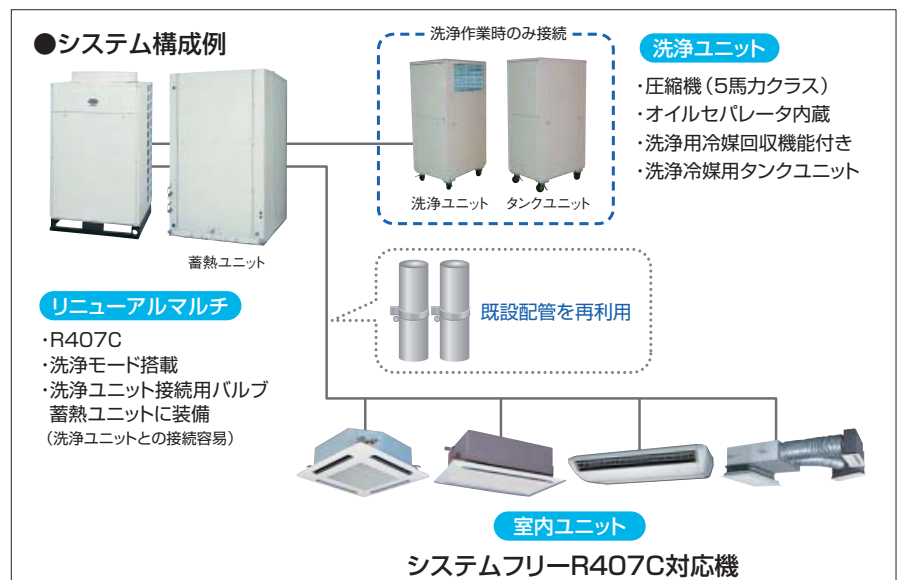 ●システム構成例
洗浄作業時のみ接続
洗浄ユニット
・圧縮機（5馬力クラス）
・オイルセパレータ内蔵
・洗浄用冷媒回収機能付き
・洗浄冷媒用タンクユニット
洗浄ユニット
タンクユニット
蓄熱ユニット
既設配管を再利用
リニューアルマルチ
・R407C
・洗浄モード搭載
・洗浄ユニット接続用バルブ
蓄熱ユニットに装備
（洗浄ユニットとの接続容易）
室内ユニット
システムフリーR407C対応機